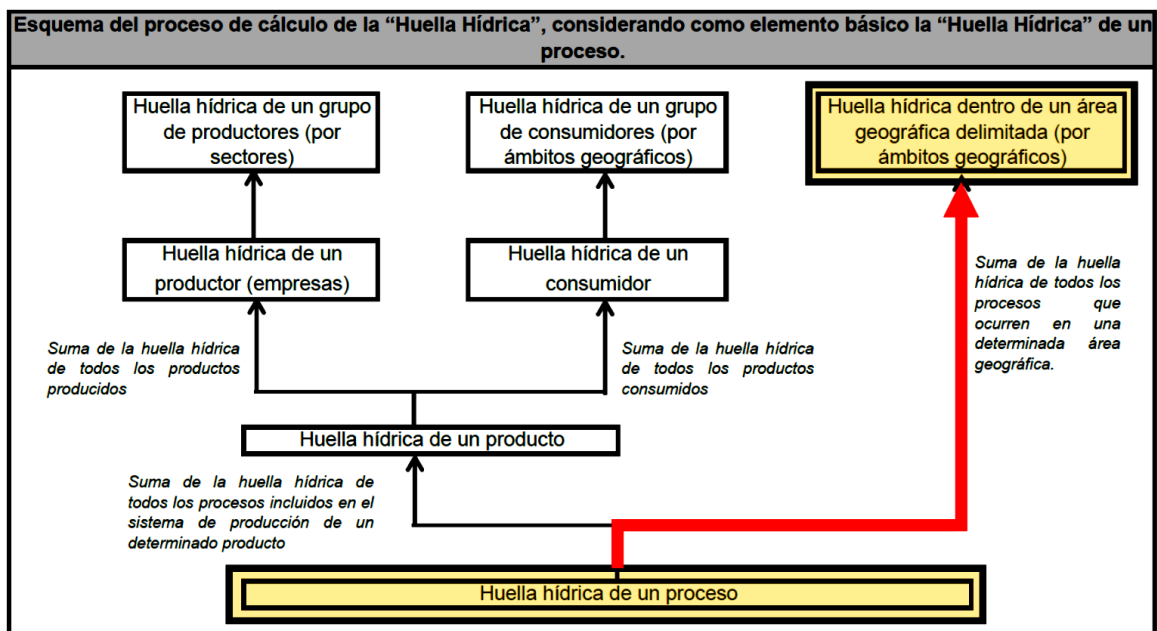 Esquema del proceso de cálculo de la “Huella Hídrica”, considerando como elemento básico la “Huella Hídrica” de un
proceso.
Huella hídrica de un grupo
de productores (por
sectores)
Huella hídrica de un grupo
de consumidores (por
ámbitos geográficos)
Huella hídrica dentro de un área
geográfica delimitada (por
ámbitos geográficos)
Huella hídrica de un
productor (empresas)
Huella hídrica de un
consumidor
Suma de la huella
hídrica de todos los
procesos que
ocurren en una
determinada área
geográfica.
Suma de la huella hídrica
de todos los productos
producidos
Suma de la huella hídrica
de todos los productos
consumidos
Huella hídrica de un producto
Suma de la huella hídrica de
todos los procesos incluidos en el
sistema de producción de un
determinado producto
Huella hídrica de un proceso